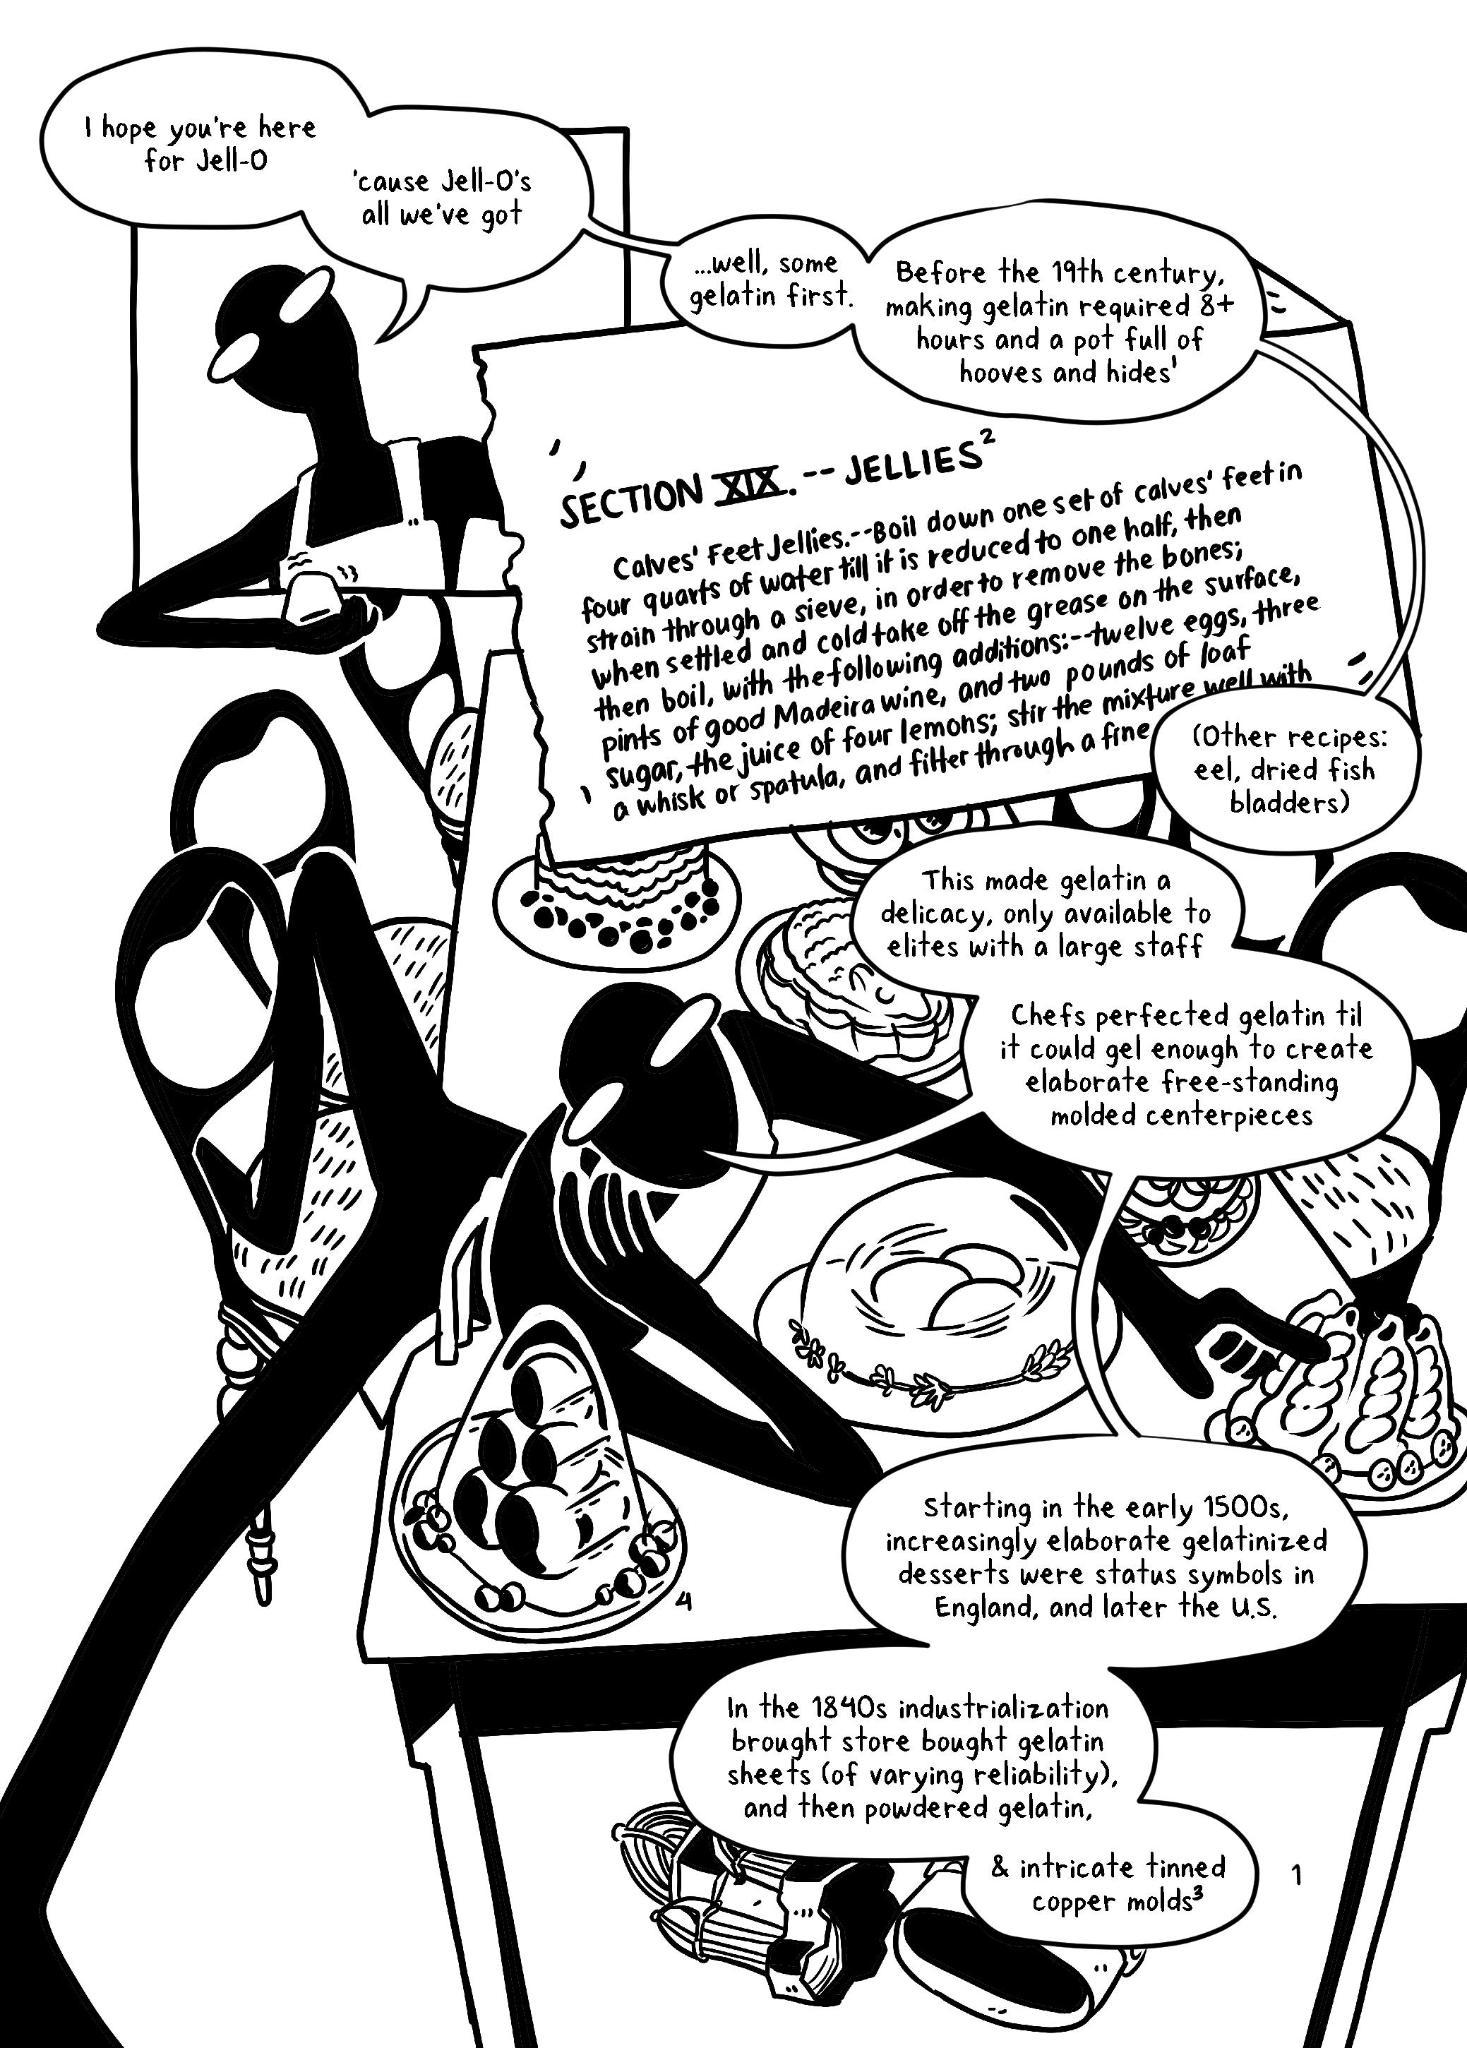 I hope you're here
for Jell-O
'cause Jell-O's
all we've got
...well, some
gelatin first.
Before the 19th century,
making gelatin required 8+
hours and a pot full of
hooves and hides¹
SECTION XIX. -- JELLIES²
Calves' Feet Jellies.--Boil down one set of calves' feet in
four quarts of water till it is reduced to one half, then
strain through a sieve, in order to remove the bones;
when settled and cold take off the grease on the surface,
then boil, with the following additions:--twelve eggs, three
pints of good Madeira wine, and two pounds of loaf
sugar, the juice of four lemons; stir the mixture well with
a whisk or spatula, and filter through a fine
(Other recipes:
eel, dried fish
bladders)
This made gelatin a
delicacy, only available to
elites with a large staff
Chefs perfected gelatin til
it could gel enough to create
elaborate free-standing
molded centerpieces
4
Starting in the early 1500s,
increasingly elaborate gelatinized
desserts were status symbols in
England, and later the U.S.
In the 1840s industrialization
brought store bought gelatin
sheets (of varying reliability),
and then powdered gelatin,
& intricate tinned
copper molds³
1